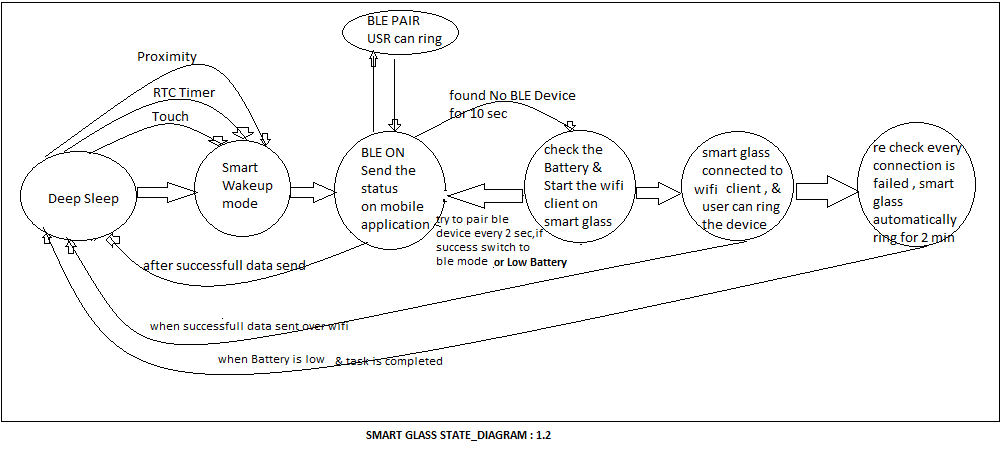 BLE PAIR
USR can ring
Proximity
RTC Timer
Touch
found No BLE Device
for 10 sec
Deep Sleep
Smart
Wakeup
mode
BLE ON
Send the
status
on mobile
application
check the
Battery &
Start the wifi
client on
smart glass
smart glass
connected to
wifi client , &
user can ring
the device
re check every
connection is
failed , smart
glass
automatically
ring for 2 min
try to pair ble
device every 2 sec,if
success switch to
ble mode or Low Battery
after successfull data send
when successfull data sent over wifi
when Battery is low & task is completed
SMART GLASS STATE_DIAGRAM : 1.2